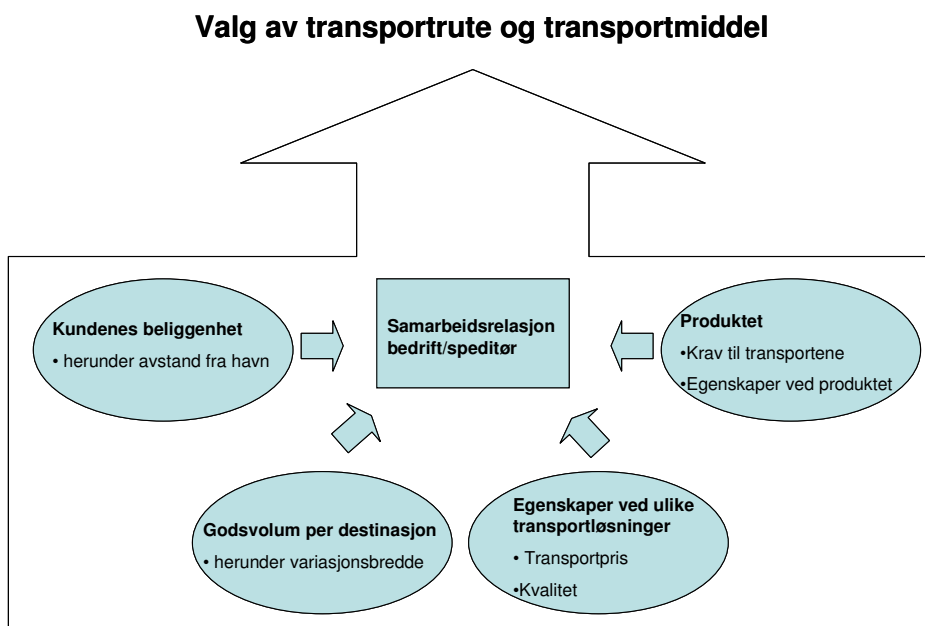 Valg av transportrute og transportmiddel
Kundenes beliggenhet
• herunder avstand fra havn
Samarbeidsrelasjon
bedrift/speditør
Produktet
•Krav til transportene
•Egenskaper ved produktet
Godsvolum per destinasjon
• herunder variasjonsbredde
Egenskaper ved ulike
transportløsninger
• Transportpris
•Kvalitet